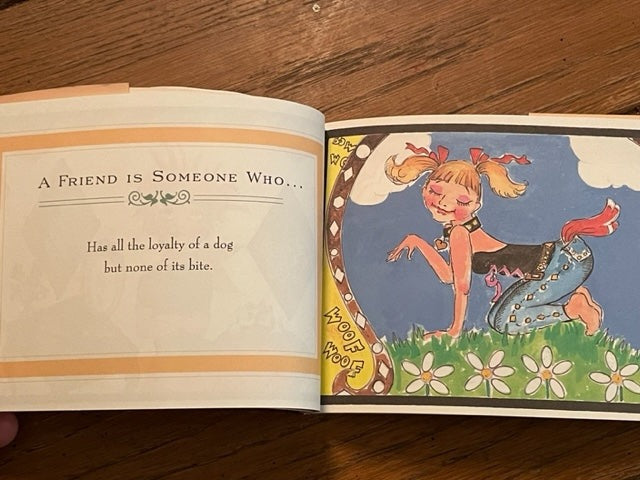 A FRIEND IS SOMEONE WHO...
Has all the loyalty of a dog
but none of its bite.
WOOF
WOOF